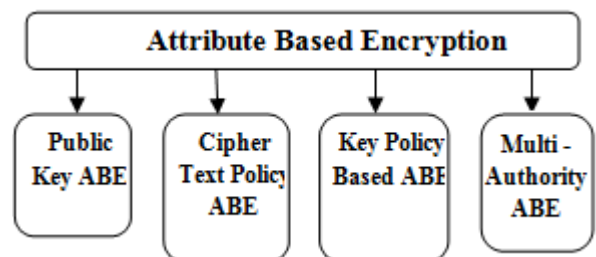 Attribute Based Encryption
Public
Key ABE
Cipher
Text Policy
ABE
Key Policy
Based ABE
Multi -
Authority
ABE